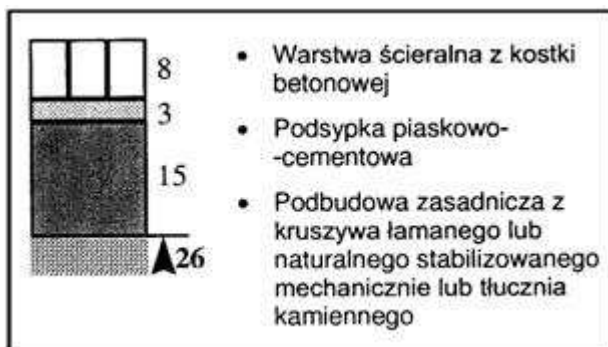 8
3
15
26
• Warstwa ścieralna z kostki
betonowej
• Podsypka piaskowo-
-cementowa
• Podbudowa zasadnicza z
kruszywa łamanego lub
naturalnego stabilizowanego
mechanicznie lub tłucznia
kamiennego